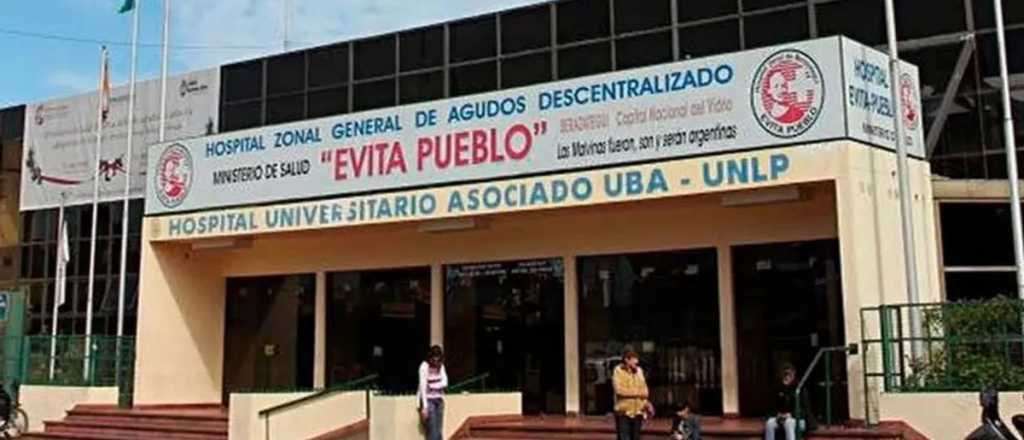 HOSPITAL ZONAL GENERAL DE AGUDOS DESCENTRALIZADO
MINISTERIO DE SALUD "EVITA PUEBLO" BERAZATEGUI Capital Nacional del Vidrio
Las Malvinas fueron, son y serán argentinas
EVITA PUEBLO
HOSPITAL UNIVERSITARIO ASOCIADO UBA - UNLP
HOSPITAL
EVITA-PUEBLO